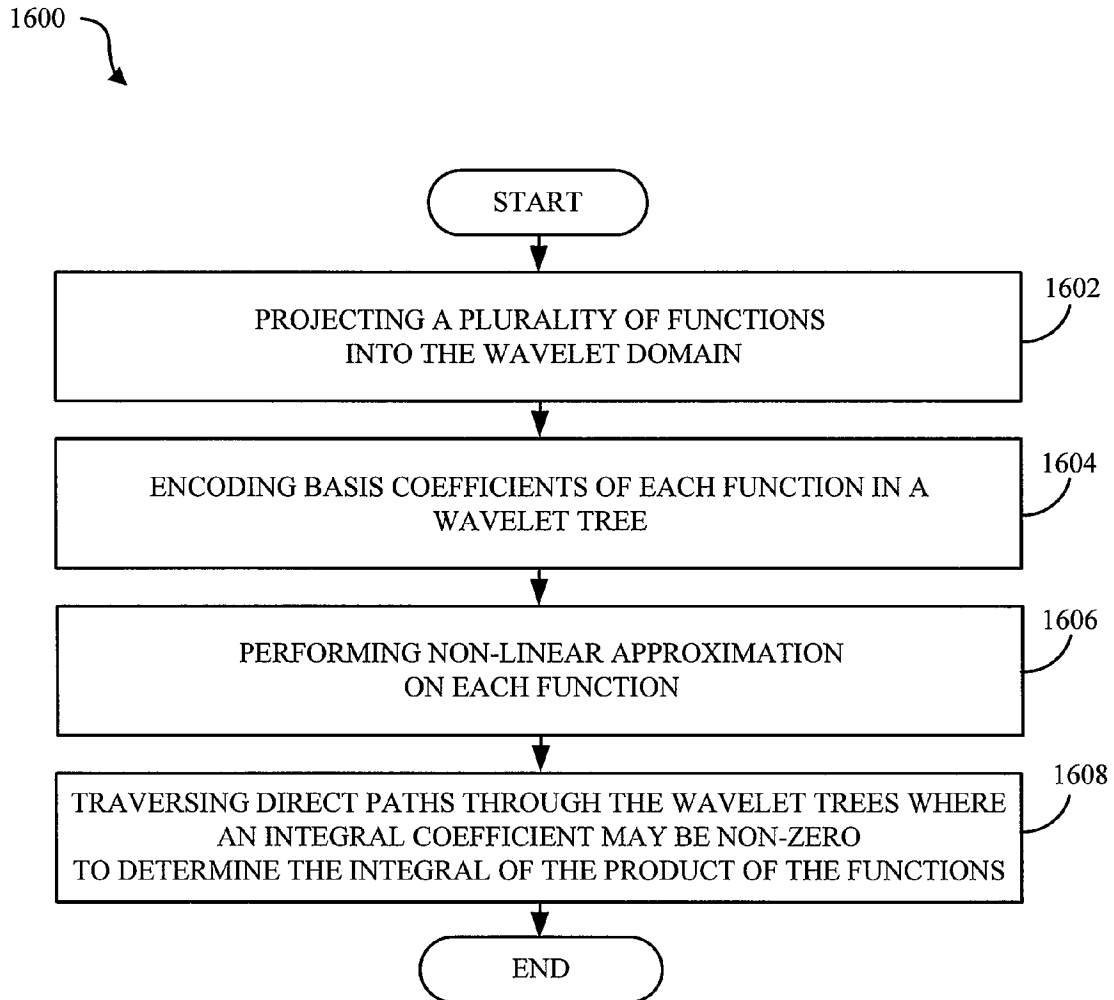 1600
START
PROJECTING A PLURALITY OF FUNCTIONS
INTO THE WAVELET DOMAIN
1602
ENCODING BASIS COEFFICIENTS OF EACH FUNCTION IN A
WAVELET TREE
1604
PERFORMING NON-LINEAR APPROXIMATION
ON EACH FUNCTION
1606
TRAVERSING DIRECT PATHS THROUGH THE WAVELET TREES WHERE
AN INTEGRAL COEFFICIENT MAY BE NON-ZERO
TO DETERMINE THE INTEGRAL OF THE PRODUCT OF THE FUNCTIONS
1608
END